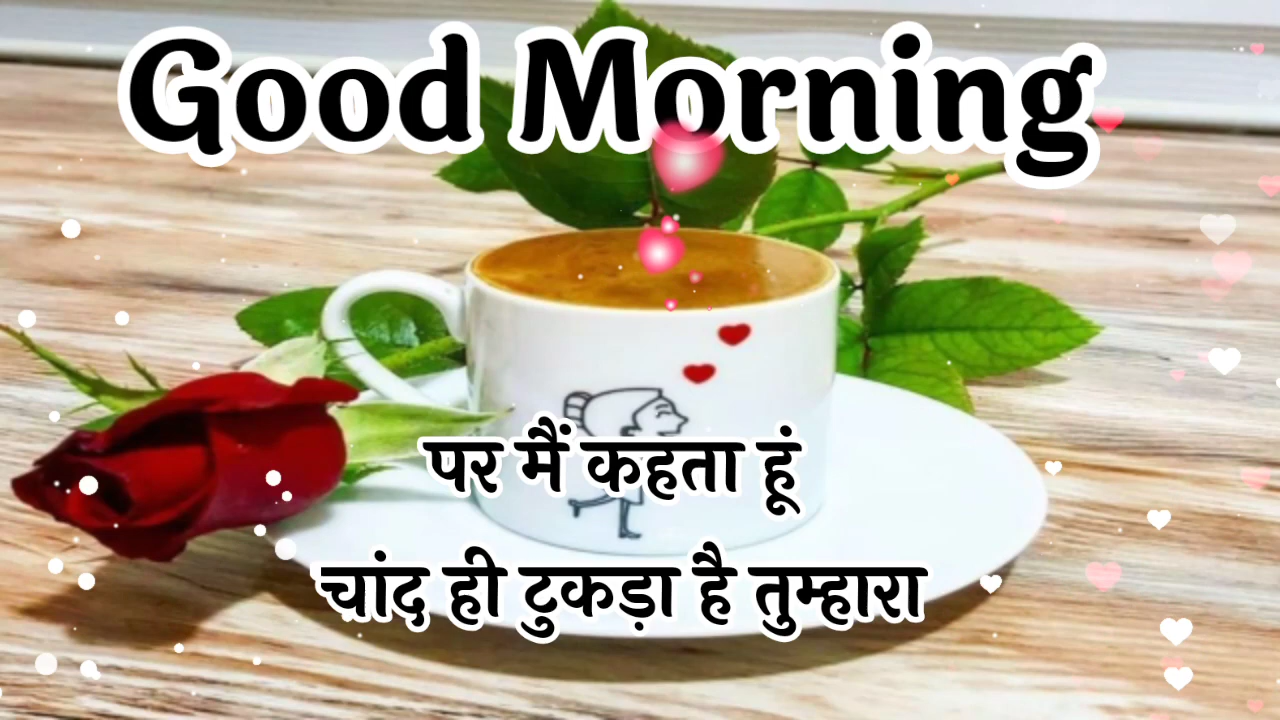 Good Morning
पर मैं कहता हूं
चांद ही टुकड़ा है तुम्हारा